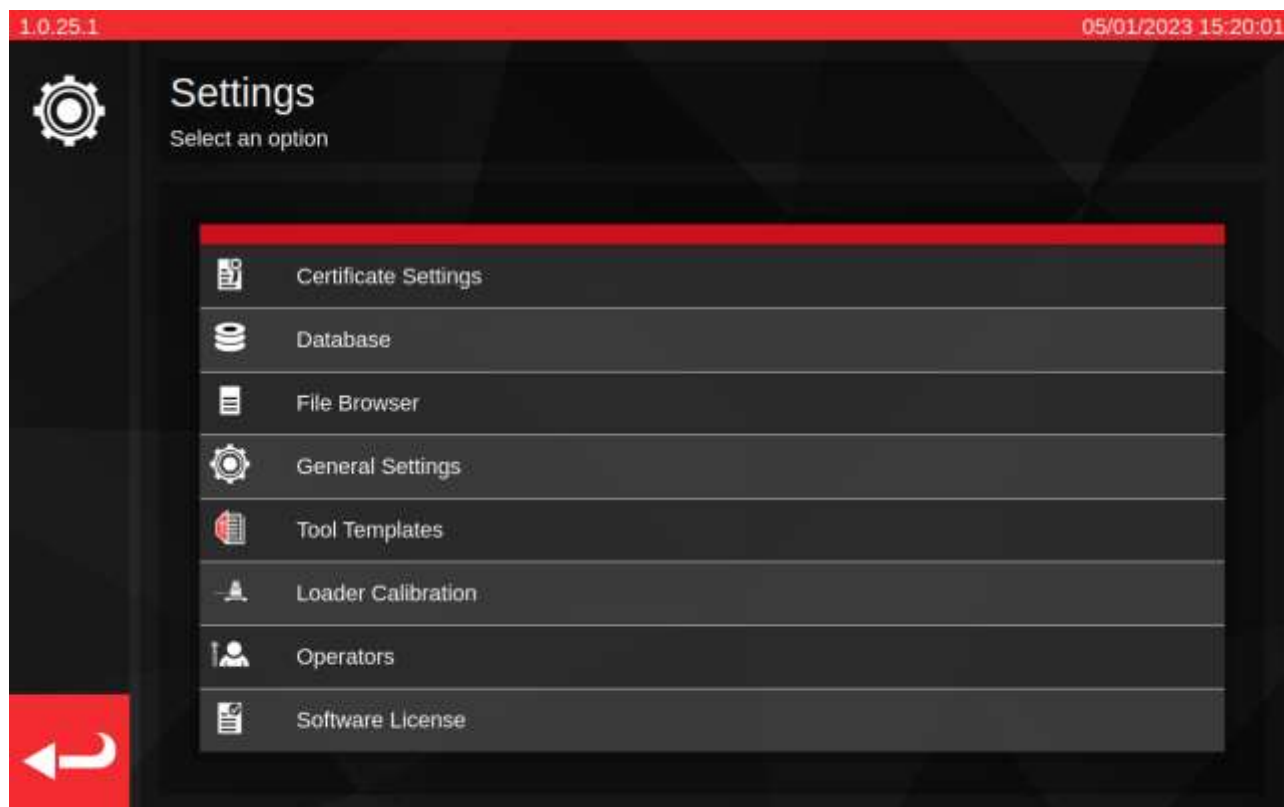 1.0.25.1
05/01/2023 15:20:01
Settings
Select an option
Certificate Settings
Database
File Browser
General Settings
Tool Templates
Loader Calibration
Operators
Software License